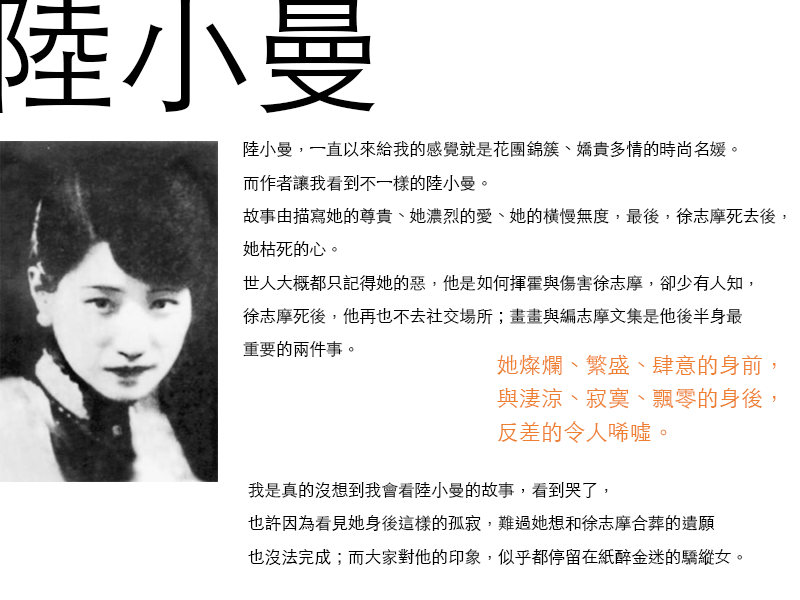 陸小曼
陸小曼，一直以來給我的感覺就是花團錦簇、嬌貴多情的時尚名媛。
而作者讓我看到不一樣的陸小曼。
故事由描寫她的尊貴、她濃烈的愛、她的橫慢無度，最後，徐志摩死去後，
她枯死的心。
世人大概都只記得她的惡，他是如何揮霍與傷害徐志摩，卻少有人知，
徐志摩死後，他再也不去社交場所；畫畫與編志摩文集是他後半身最
重要的兩件事。
她燦爛、繁盛、肆意的身前，
與淒涼、寂寞、飄零的身後，
反差的令人唏噓。
我是真的沒想到我會看陸小曼的故事，看到哭了，
也許因為看見她身後這樣的孤寂，難過她想和徐志摩合葬的遺願
也沒法完成；而大家對他的印象，似乎都停留在紙醉金迷的驕縱女。